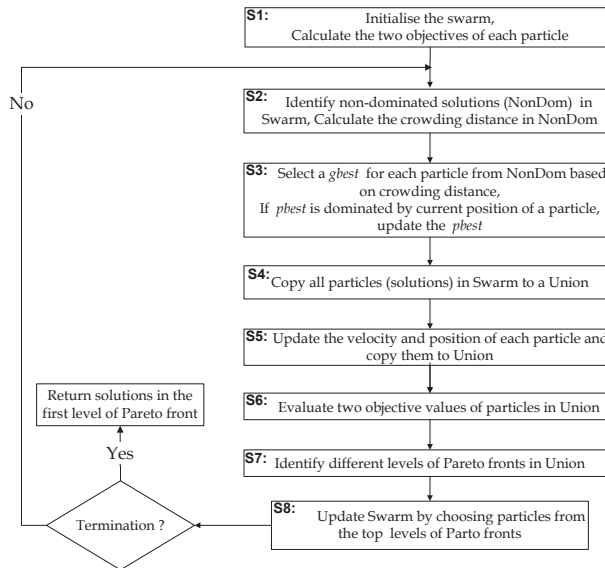 S1: Initialise the swarm,
Calculate the two objectives of each particle
No
S2: Identify non-dominated solutions (NonDom) in
Swarm, Calculate the crowding distance in NonDom
S3: Select a gbest for each particle from NonDom based
on crowding distance,
If pbest is dominated by current position of a particle,
update the pbest
S4: Copy all particles (solutions) in Swarm to a Union
S5: Update the velocity and position of each particle and
copy them to Union
Return solutions in the
first level of Pareto front
S6: Evaluate two objective values of particles in Union
Yes
S7: Identify different levels of Pareto fronts in Union
Termination ?
S8: Update Swarm by choosing particles from
the top levels of Parto fronts